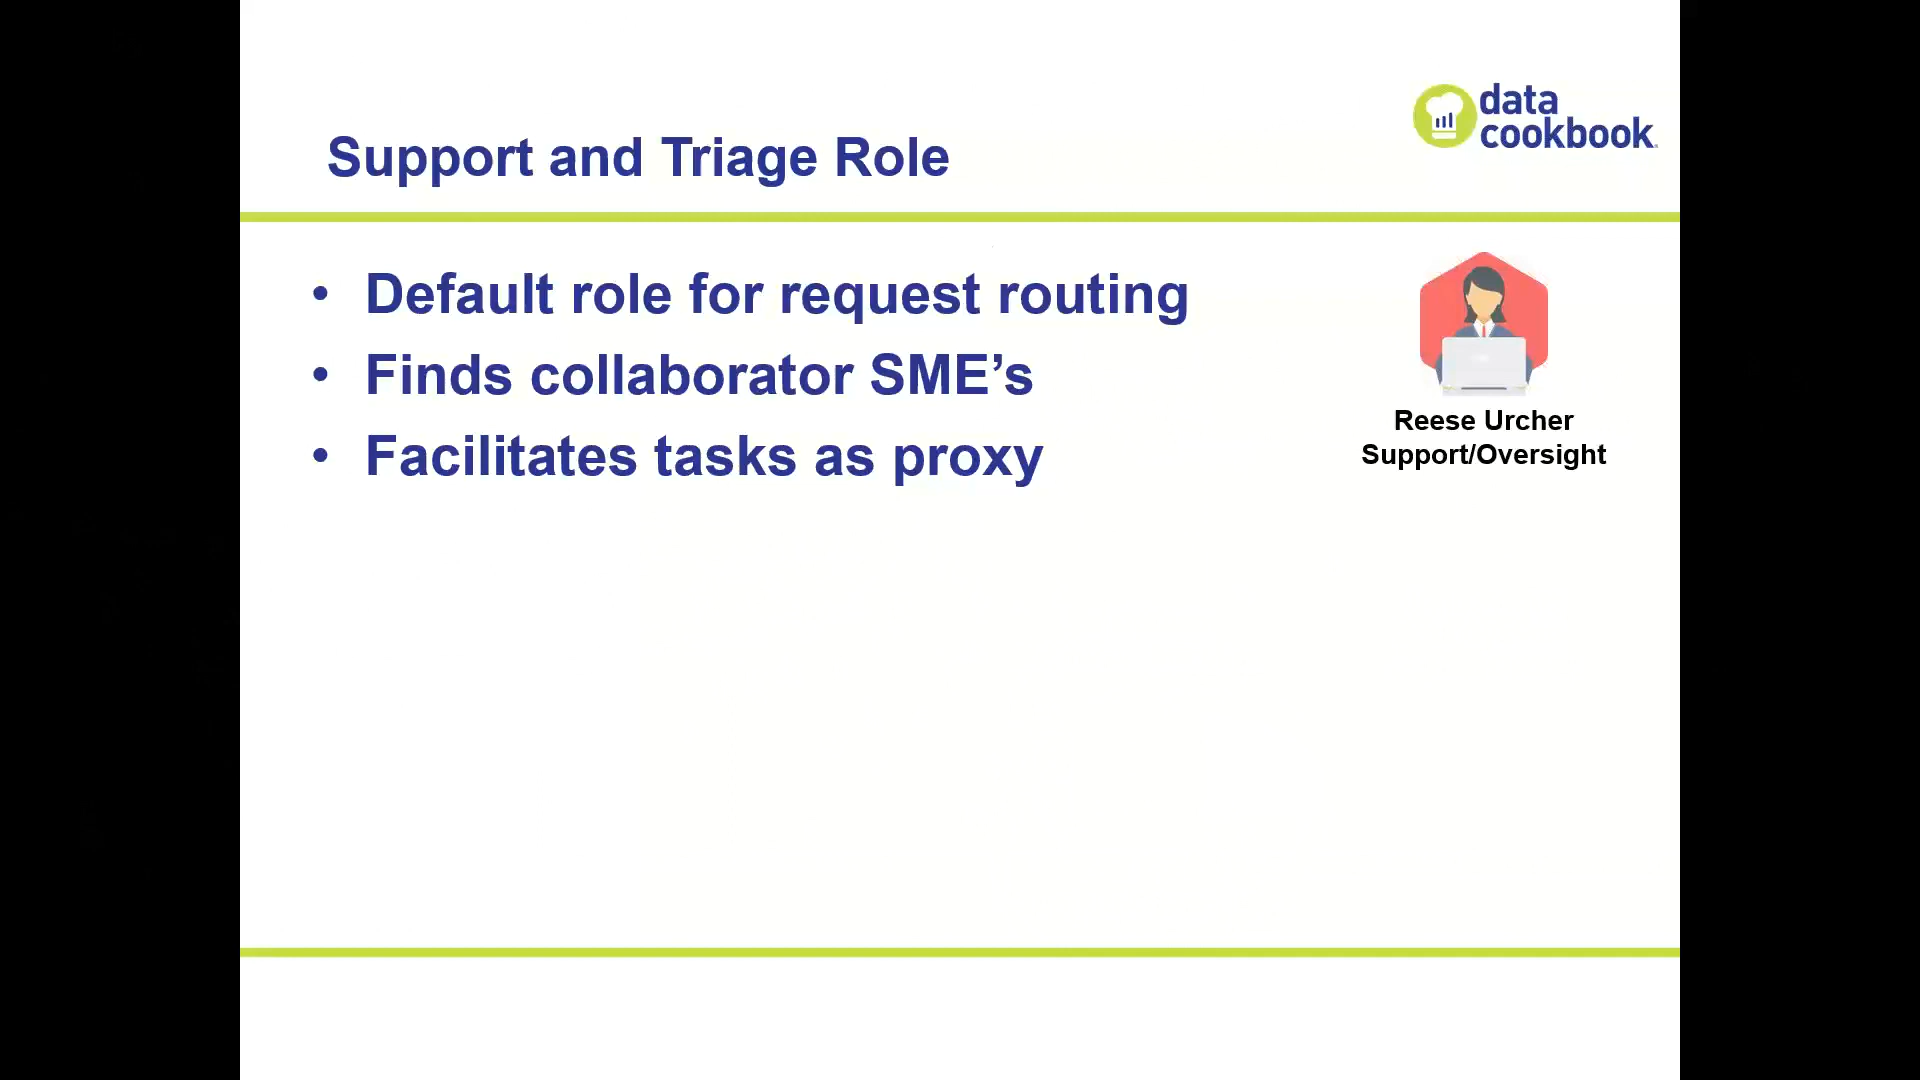 data
cookbook
Support and Triage Role
• Default role for request routing
• Finds collaborator SME’s
• Facilitates tasks as proxy
Reese Urcher
Support/Oversight